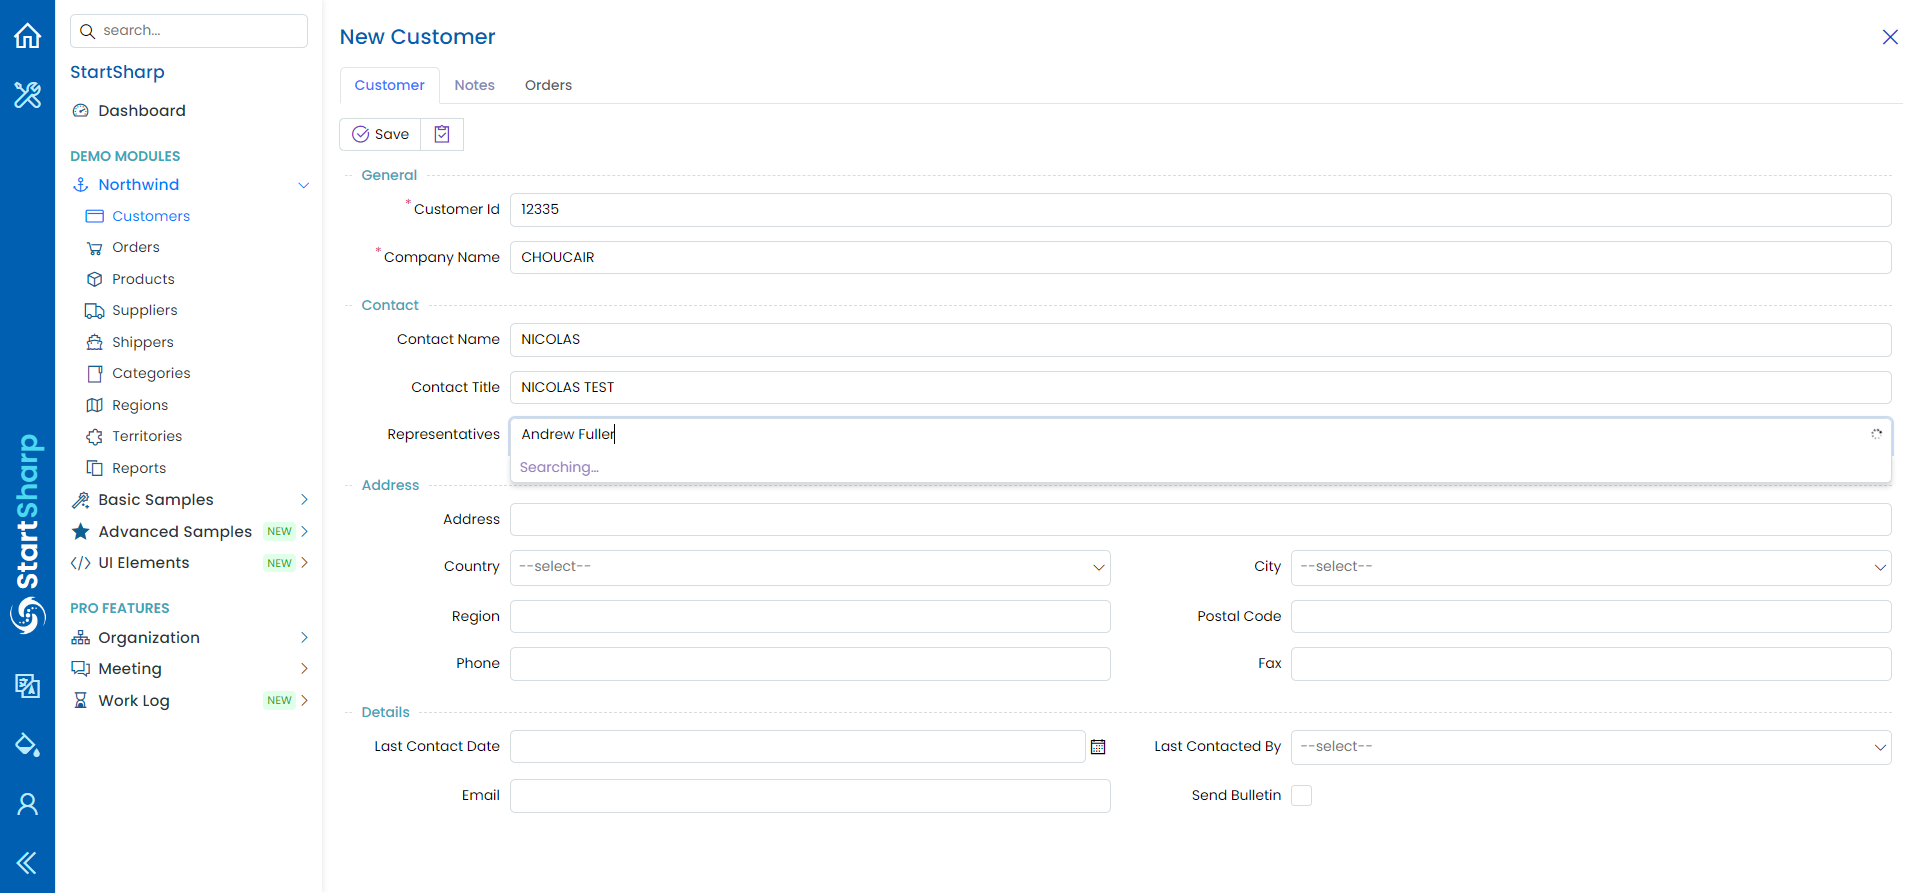 search...
StartSharp
Dashboard
DEMO MODULES
Northwind
Customers
Orders
Products
Suppliers
Shippers
Categories
Regions
Territories
Reports
Basic Samples
Advanced Samples NEW
UI Elements NEW
PRO FEATURES
Organization
Meeting
Work Log NEW
StartSharp
New Customer
Customer Notes Orders
Save
General
* Customer Id 12335
* Company Name CHOUCAIR
Contact
Contact Name NICOLAS
Contact Title NICOLAS TEST
Representatives Andrew Fuller
Searching...
Address
Address
Country --select-- City --select--
Region Postal Code
Phone Fax
Details
Last Contact Date Last Contacted By --select--
Email Send Bulletin